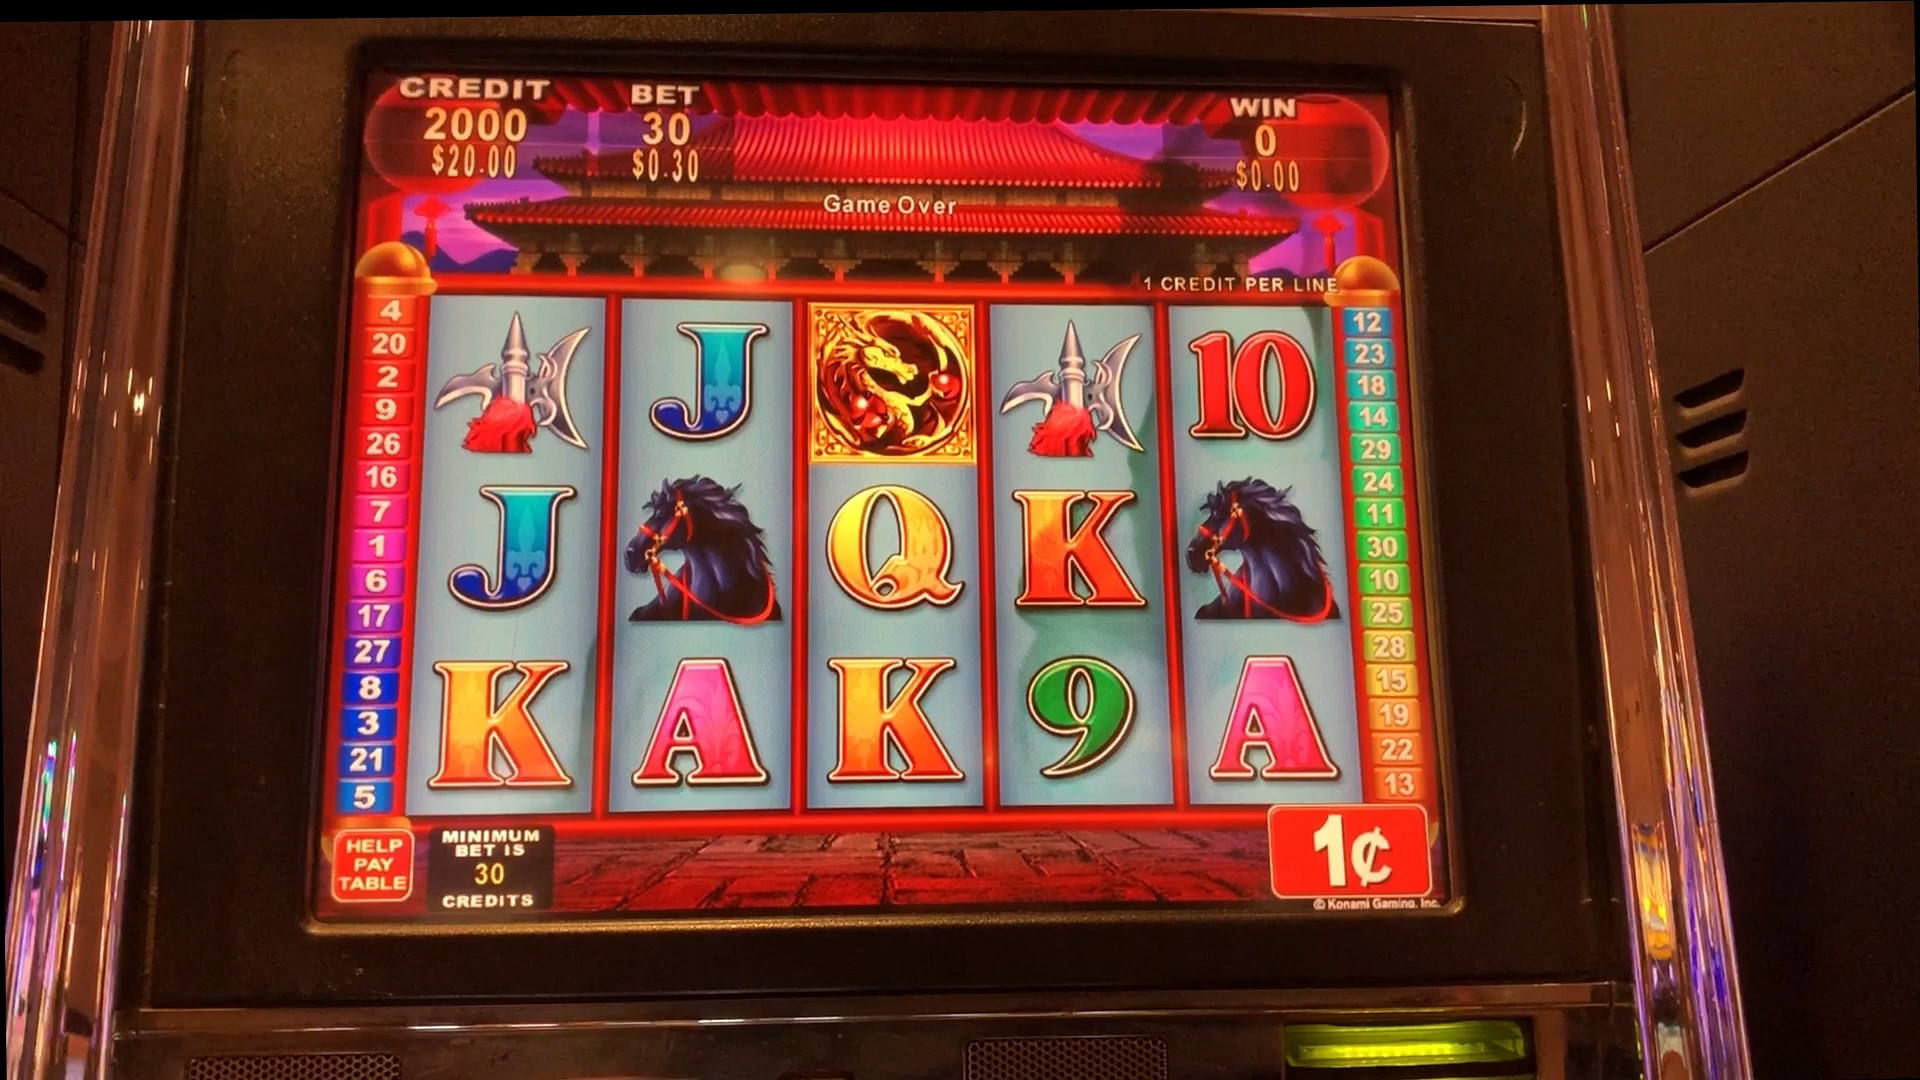 CREDIT BET WIN
2000 30 0
$20.00 $0.30 $0.00
Game Over
1 CREDIT PER LINE
4 12
20 23
2 18
9 14
26 29
16 24
7 11
1 30
6 10
17 25
27 28
8 15
3 19
21 22
5 13
J 10
J Q K
K A K 9 A
HELP
PAY
TABLE
MINIMUM
BET IS
30
CREDITS
1¢
© Konami Gaming, Inc.